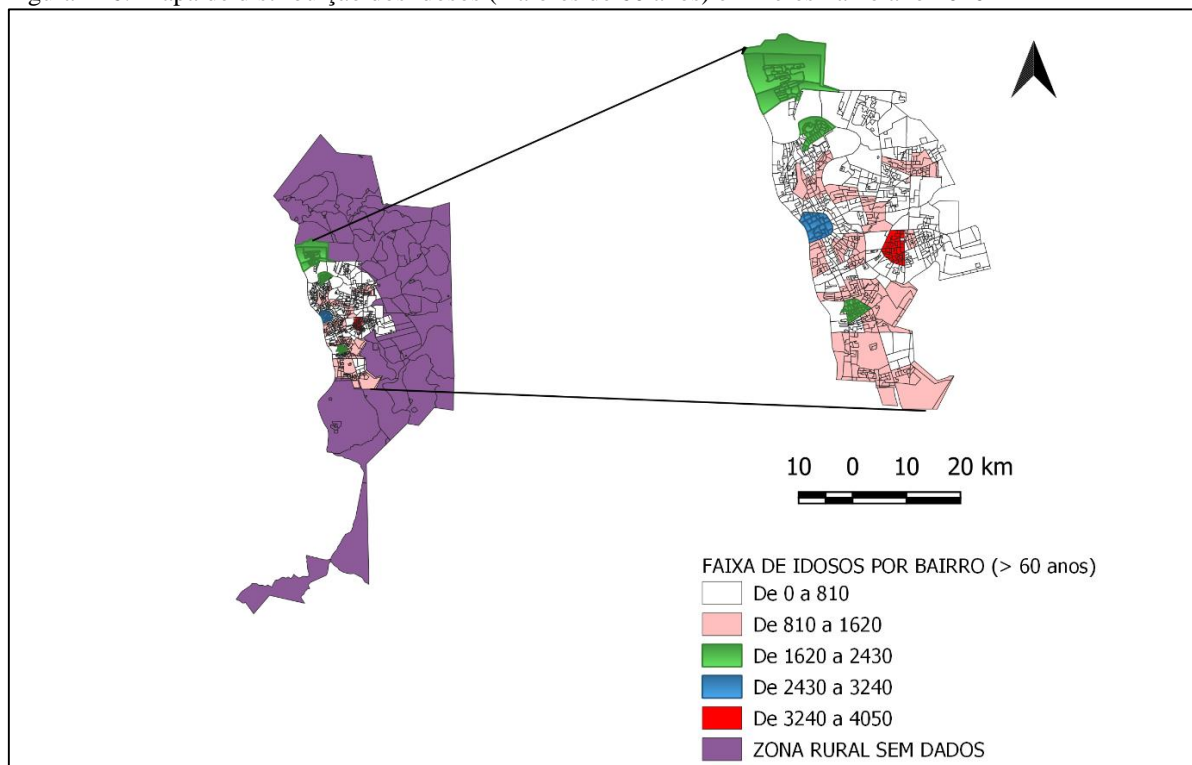 10 0 10 20 km
FAIXA DE IDOSOS POR BAIRRO (> 60 anos)
De 0 a 810
De 810 a 1620
De 1620 a 2430
De 2430 a 3240
De 3240 a 4050
ZONA RURAL SEM DADOS